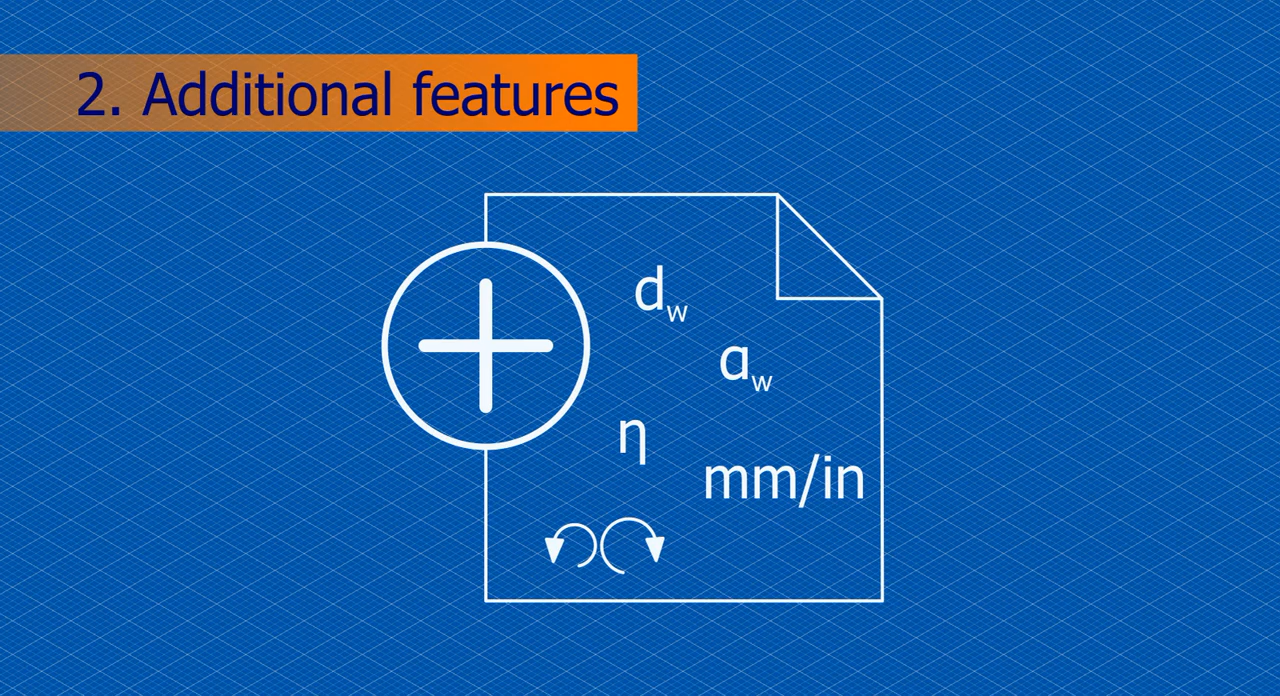 2. Additional features
dw
aw
η
mm/in